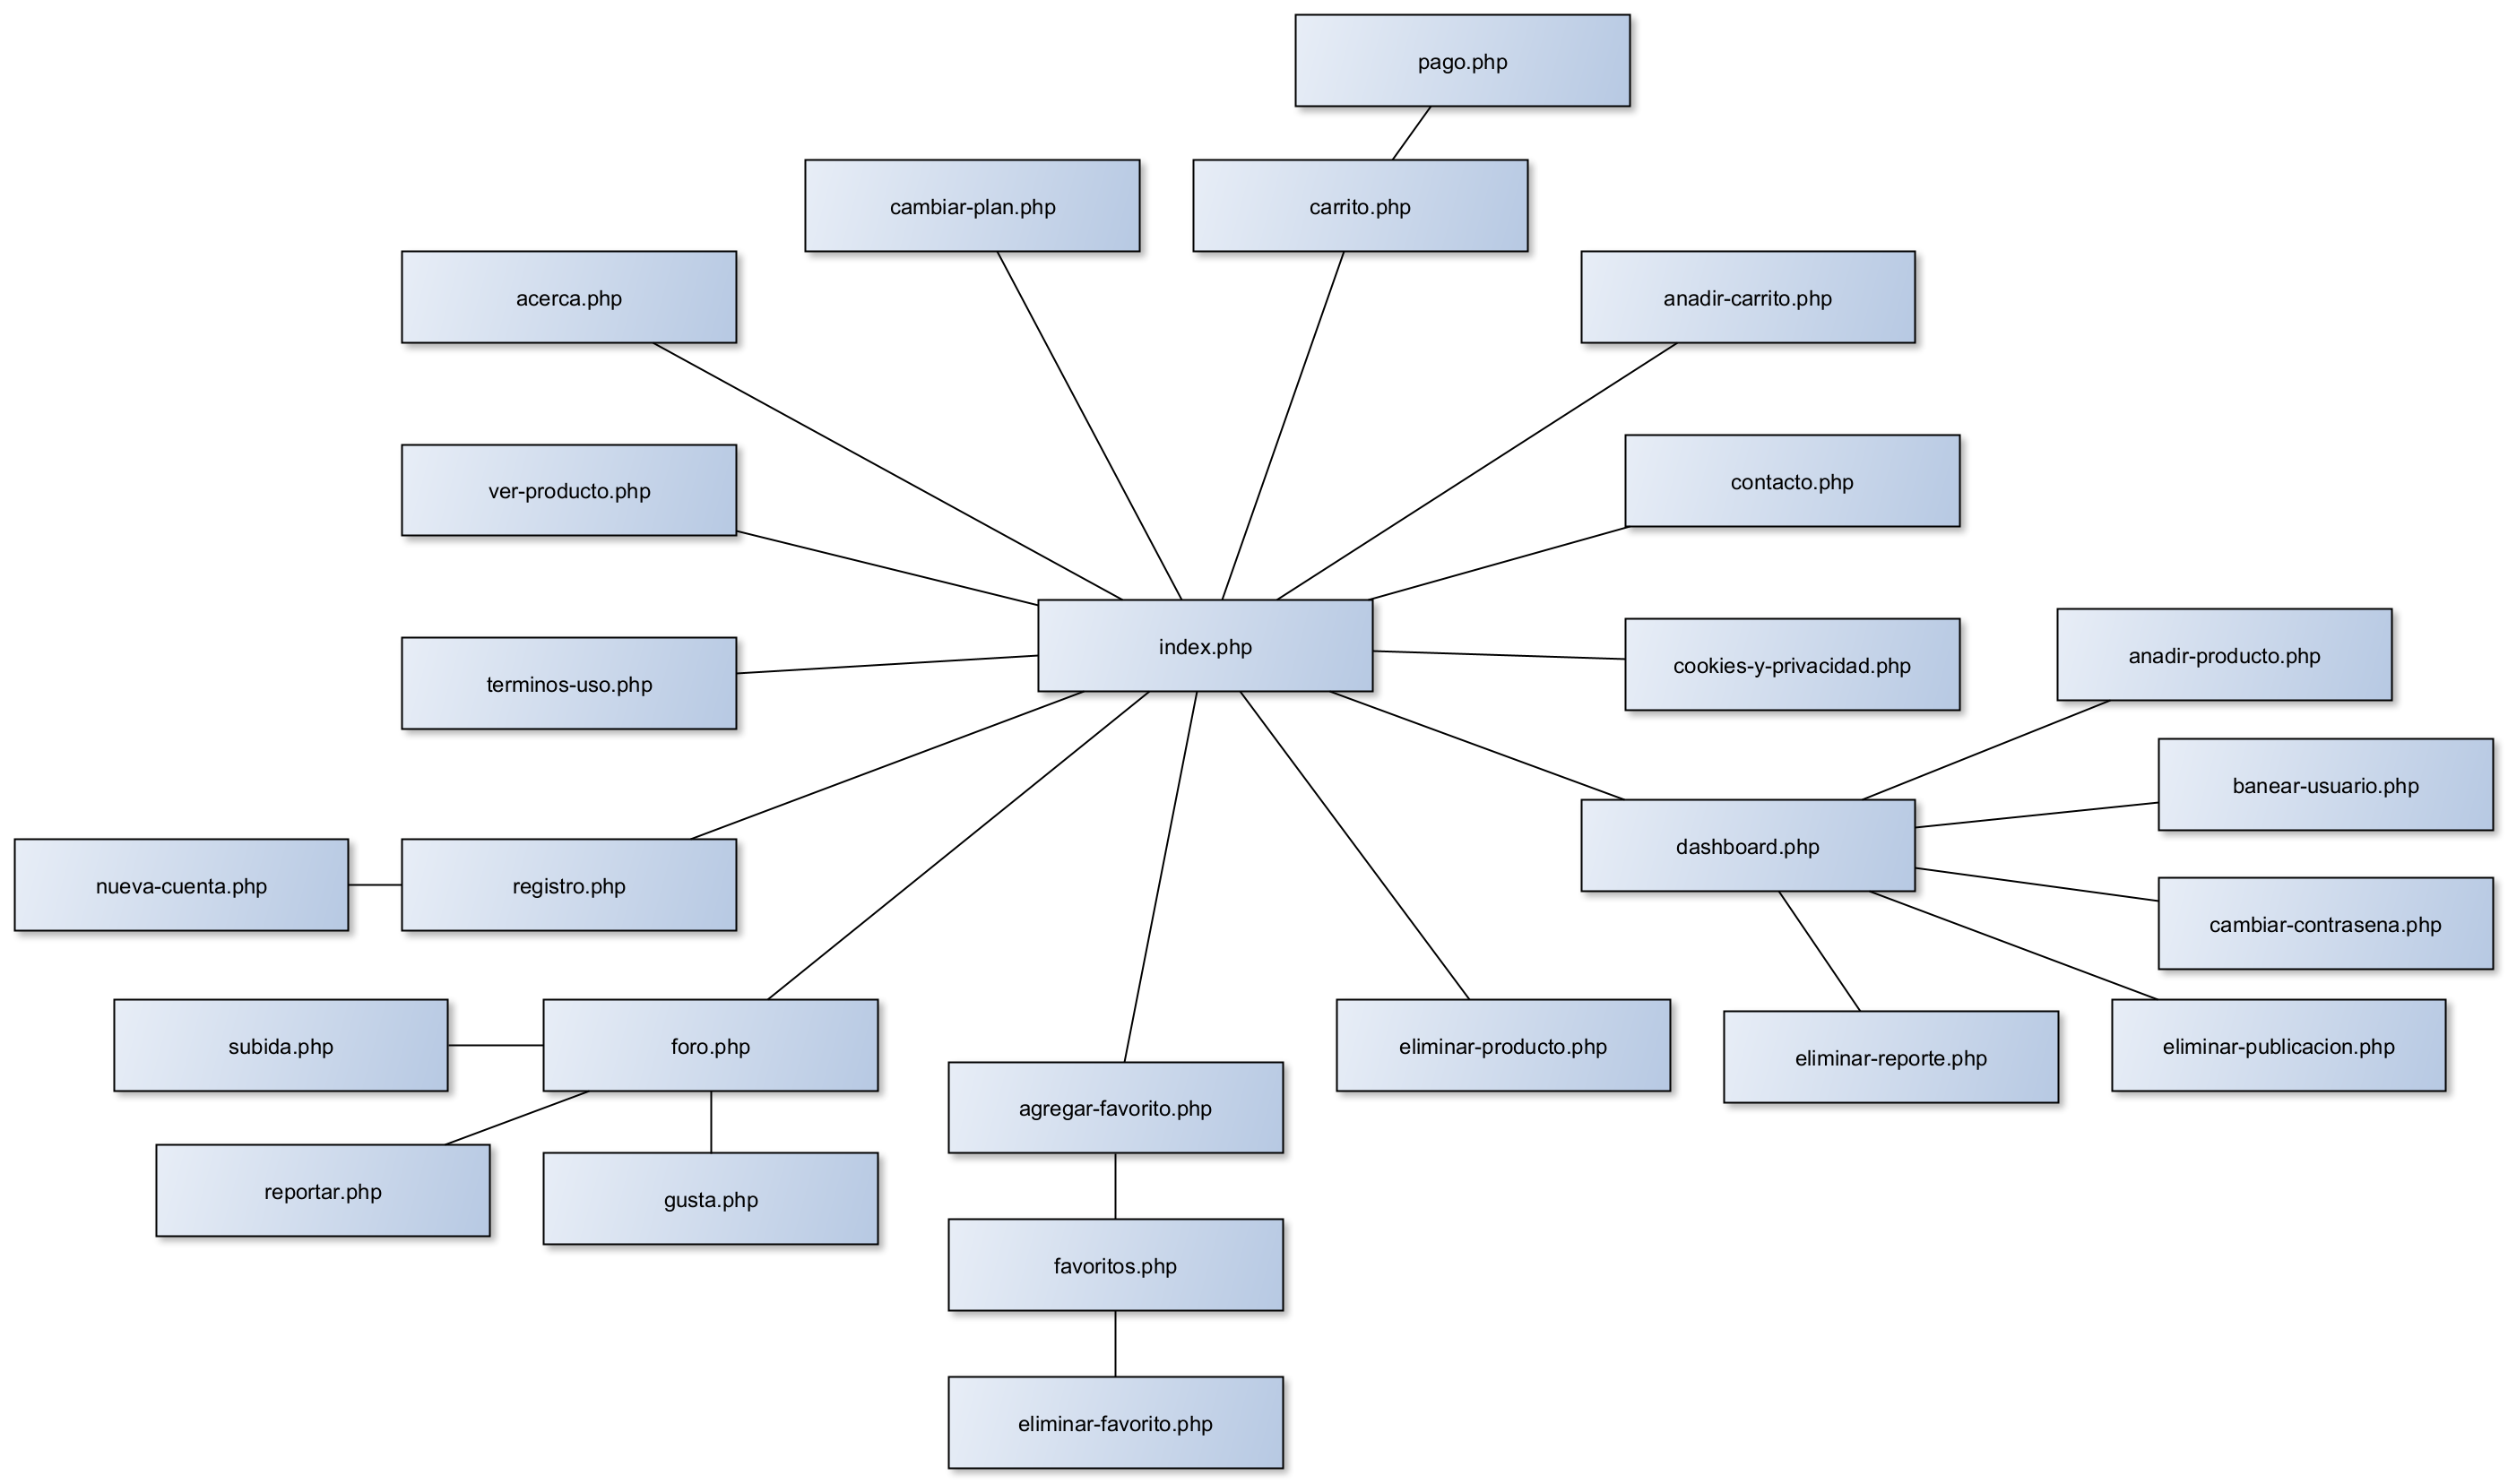 pago.php
cambiar-plan.php
carrito.php
acerca.php
anadir-carrito.php
ver-producto.php
contacto.php
index.php
terminos-uso.php
cookies-y-privacidad.php
anadir-producto.php
banear-usuario.php
dashboard.php
nueva-cuenta.php
registro.php
cambiar-contrasena.php
subida.php
foro.php
eliminar-producto.php
eliminar-reporte.php
eliminar-publicacion.php
agregar-favorito.php
reportar.php
gusta.php
favoritos.php
eliminar-favorito.php